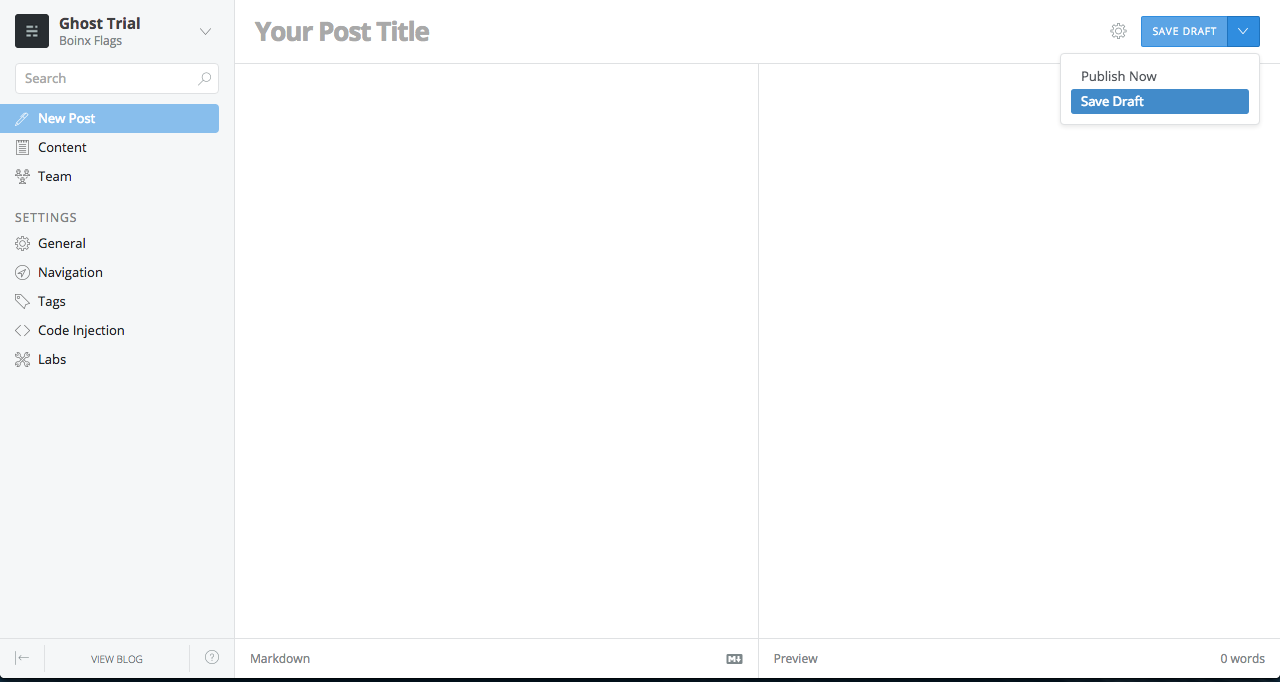 Ghost Trial
Boinx Flags
Search
New Post
Content
Team
SETTINGS
General
Navigation
Tags
Code Injection
Labs
VIEW BLOG
?
Your Post Title
SAVE DRAFT
Publish Now
Save Draft
Markdown
M
Preview
0 words